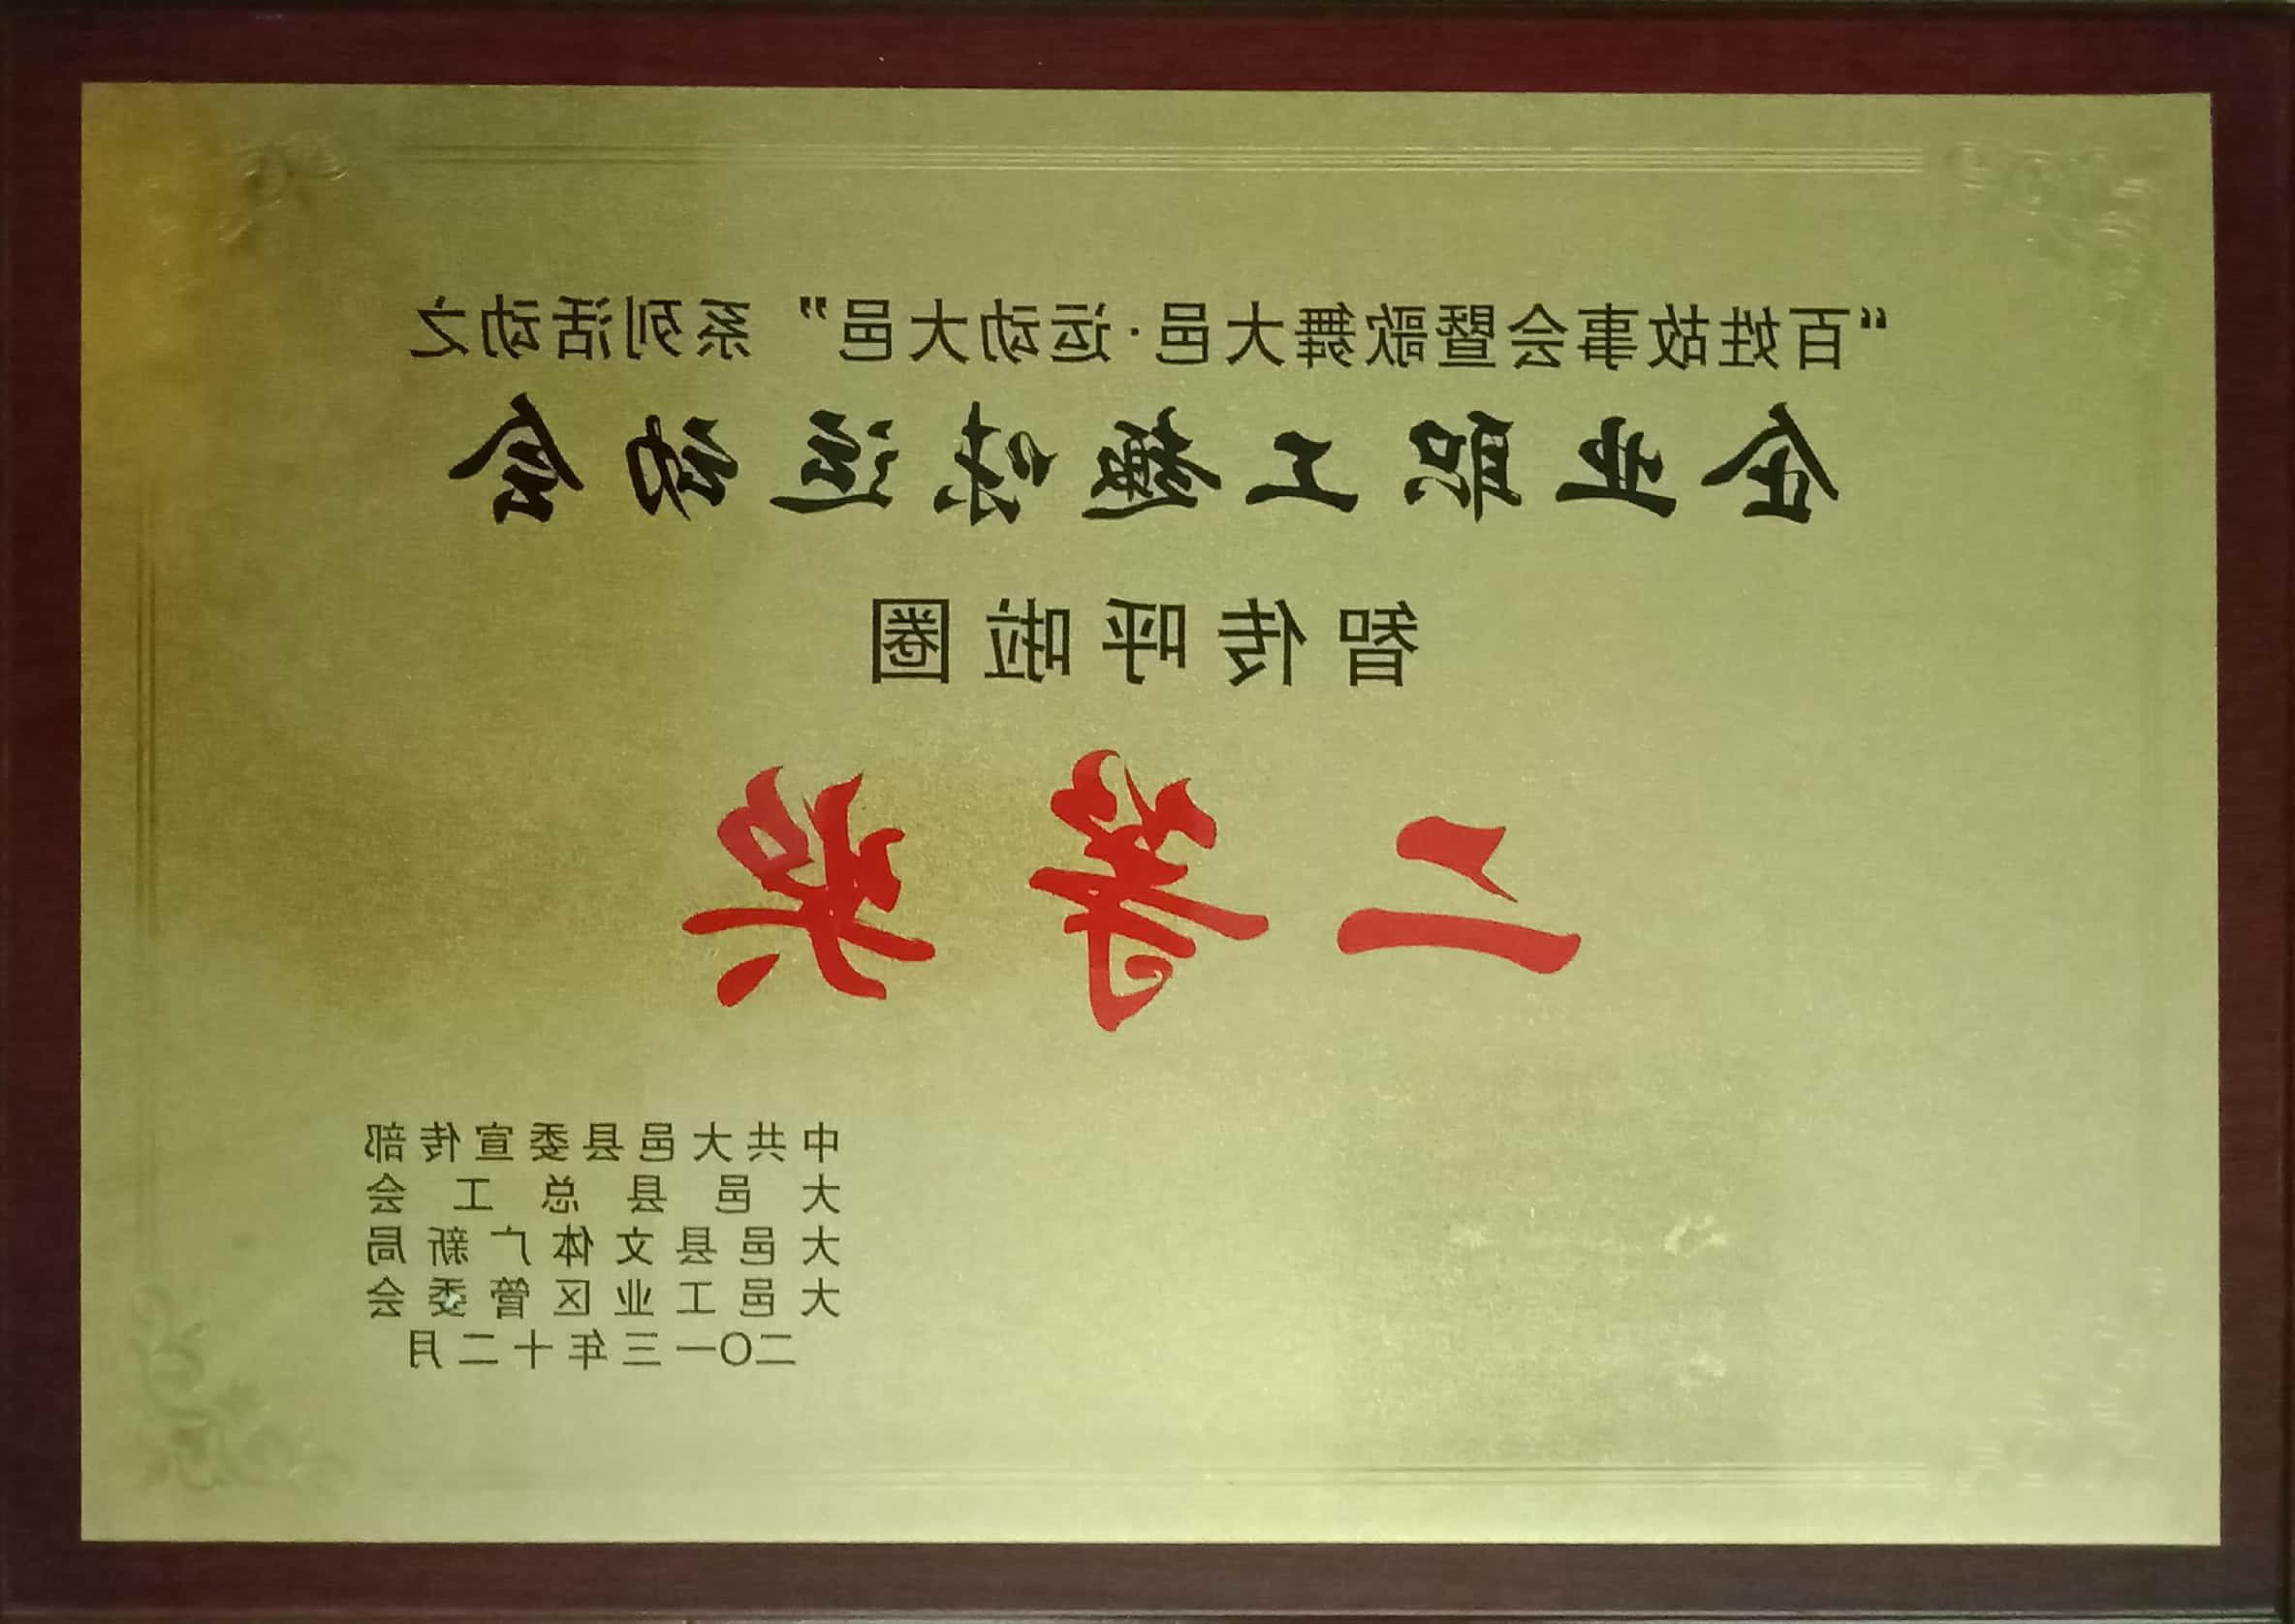 “百姓故事会暨歌舞大邑·运动大邑”系列活动之
企业职工趣味运动会
智传呼啦圈
二等奖
中共大邑县委宣传部
大邑县总工会
大邑县文体广新局
大邑工业区管委会
二〇一三年十二月